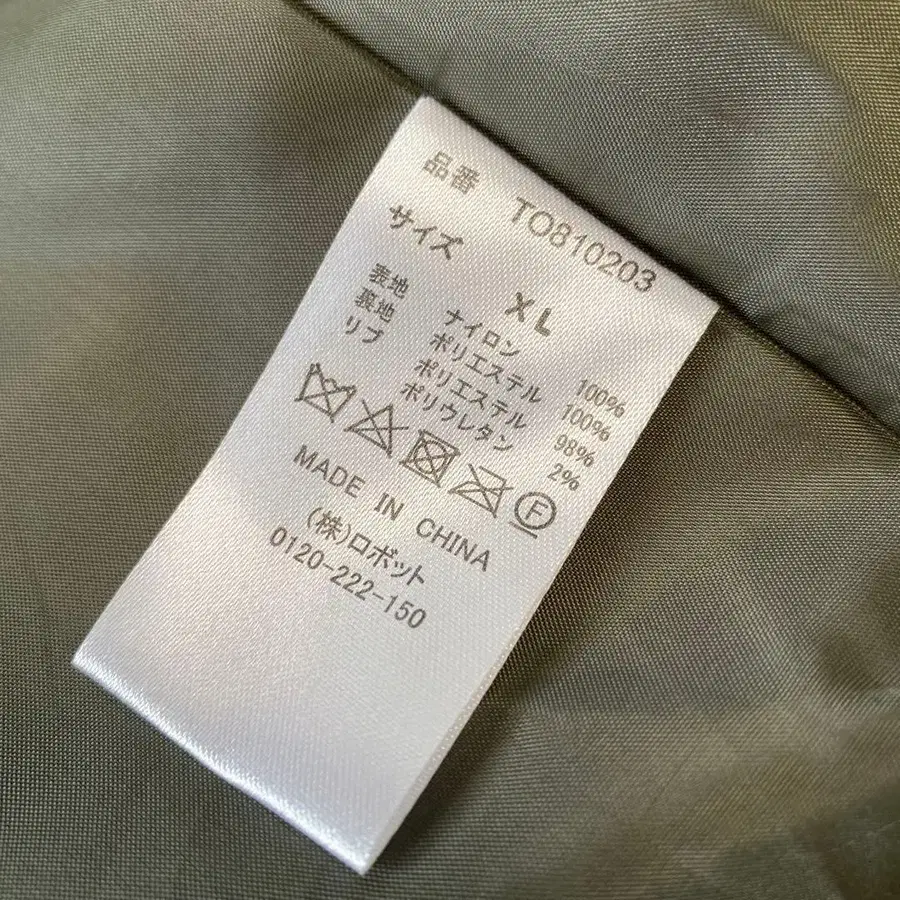 品番 TO810203
サイズ XL
表地 ナイロン 100%
裏地 ポリエステル 100%
リブ ポリエステル 98%
ポリウレタン 2%
F
MADE IN CHINA
(株)ロボット
0120-222-150